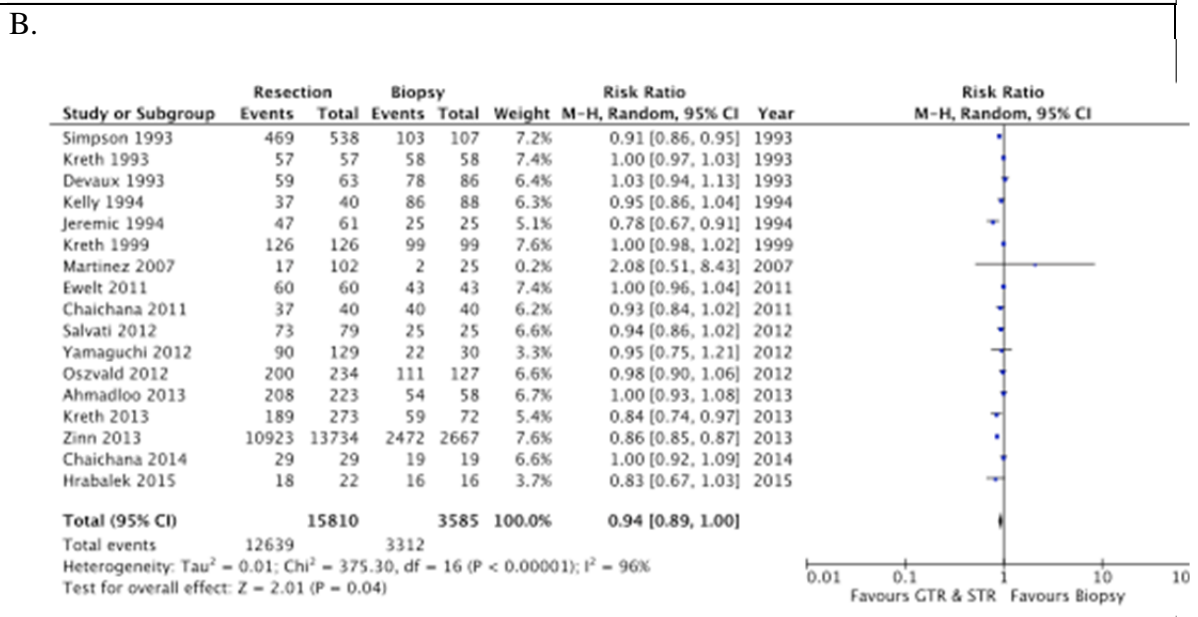 B.
Resection Biopsy Risk Ratio Risk Ratio
Study or Subgroup Events Total Events Total Weight M-H, Random, 95% CI Year M-H, Random, 95% CI
Simpson 1993 469 538 103 107 7.2% 0.91 [0.86, 0.95] 1993
Kreth 1993 57 57 58 58 7.4% 1.00 [0.97, 1.03] 1993
Devaux 1993 59 63 78 86 6.4% 1.03 [0.94, 1.13] 1993
Kelly 1994 37 40 86 88 6.3% 0.95 [0.86, 1.04] 1994
Jeremic 1994 47 61 25 25 5.1% 0.78 [0.67, 0.91] 1994
Kreth 1999 126 126 99 99 7.6% 1.00 [0.98, 1.02] 1999
Martinez 2007 17 102 2 25 0.2% 2.08 [0.51, 8.43] 2007
Ewelt 2011 60 60 43 43 7.4% 1.00 [0.96, 1.04] 2011
Chaichana 2011 37 40 40 40 6.2% 0.93 [0.84, 1.02] 2011
Salvati 2012 73 79 25 25 6.6% 0.94 [0.86, 1.02] 2012
Yamaguchi 2012 90 129 22 30 3.3% 0.95 [0.75, 1.21] 2012
Oszvald 2012 200 234 111 127 6.6% 0.98 [0.90, 1.06] 2012
Ahmadloo 2013 208 223 54 58 6.7% 1.00 [0.93, 1.08] 2013
Kreth 2013 189 273 59 72 5.4% 0.84 [0.74, 0.97] 2013
Zinn 2013 10923 13734 2472 2667 7.6% 0.86 [0.85, 0.87] 2013
Chaichana 2014 29 29 19 19 6.6% 1.00 [0.92, 1.09] 2014
Hrabalek 2015 18 22 16 16 3.7% 0.83 [0.67, 1.03] 2015
Total (95% CI) 15810 3585 100.0% 0.94 [0.89, 1.00]
Total events 12639 3312
Heterogeneity: Tau² = 0.01; Chi² = 375.30, df = 16 (P < 0.00001); I² = 96%
Test for overall effect: Z = 2.01 (P = 0.04)
0.01 0.1 1 10 10
Favours GTR & STR Favours Biopsy